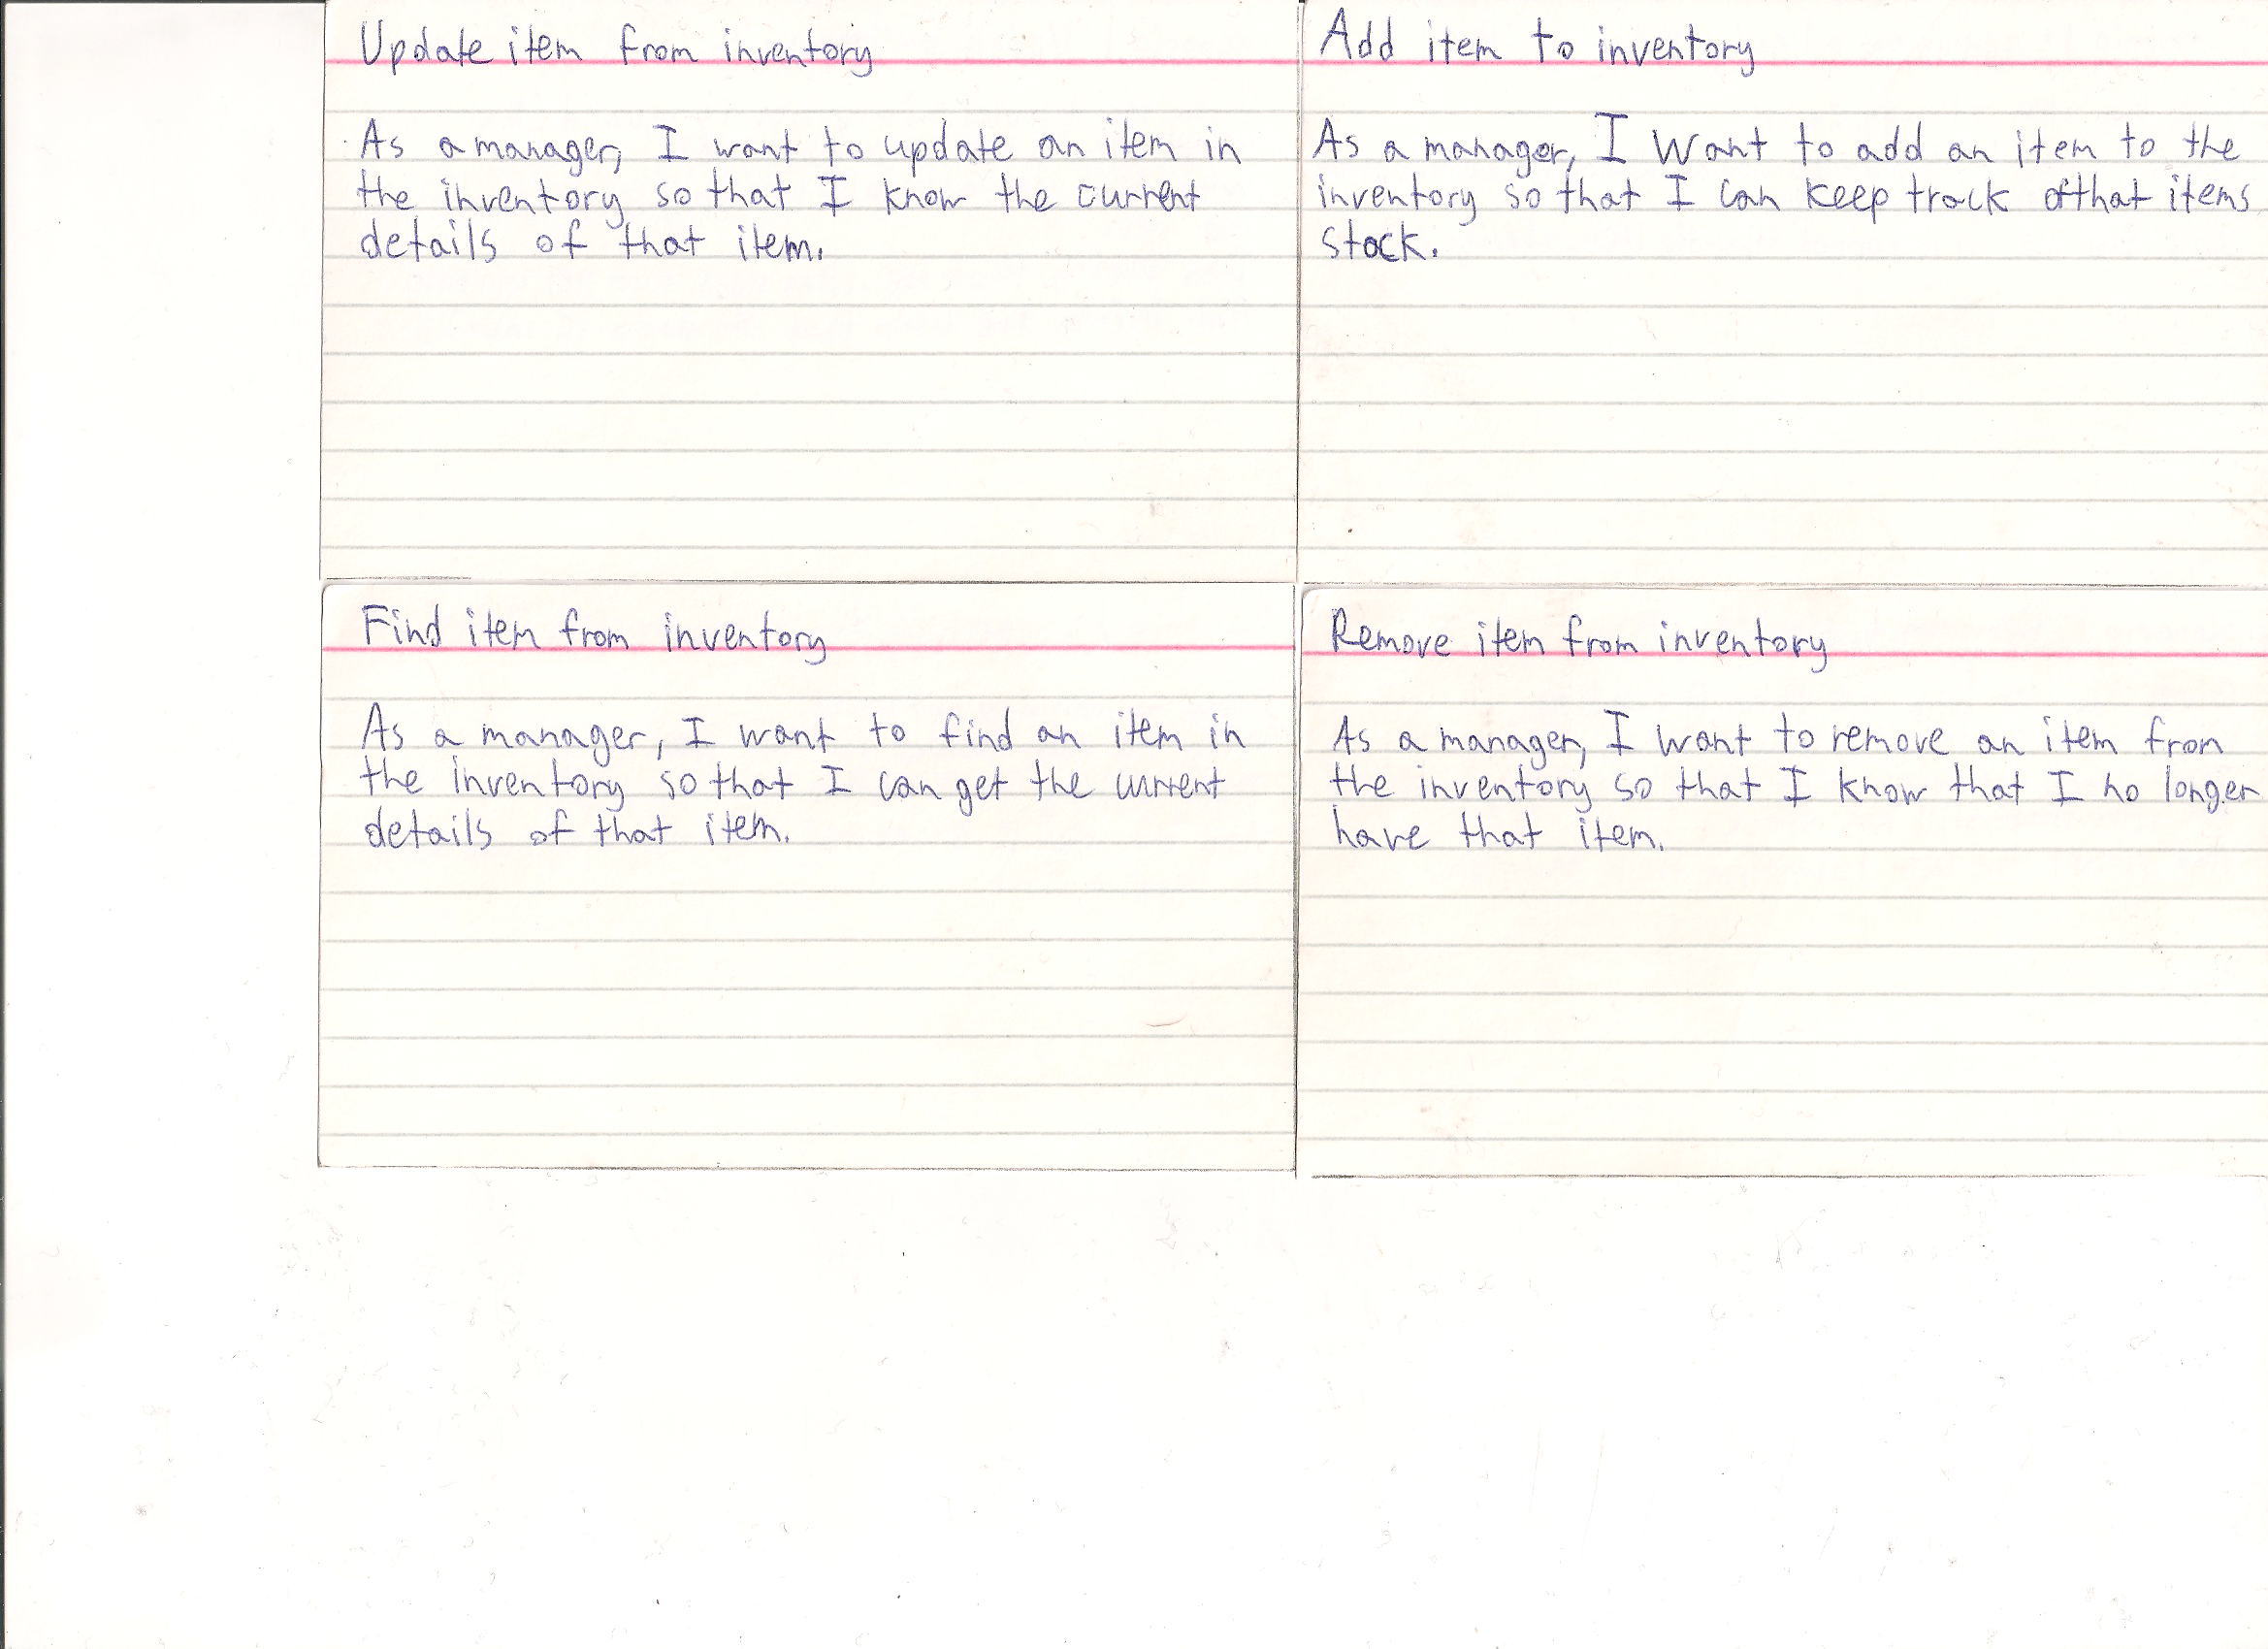 Update item from inventory
As a manager, I want to update an item in
the inventory so that I know the current
details of that item.
Add item to inventory
As a manager, I want to add an item to the
inventory so that I can keep track of that items
stock.
Find item from inventory
As a manager, I want to find an item in
the inventory so that I can get the current
details of that item.
Remove item from inventory
As a manager, I want to remove an item from
the inventory so that I know that I no longer
have that item.